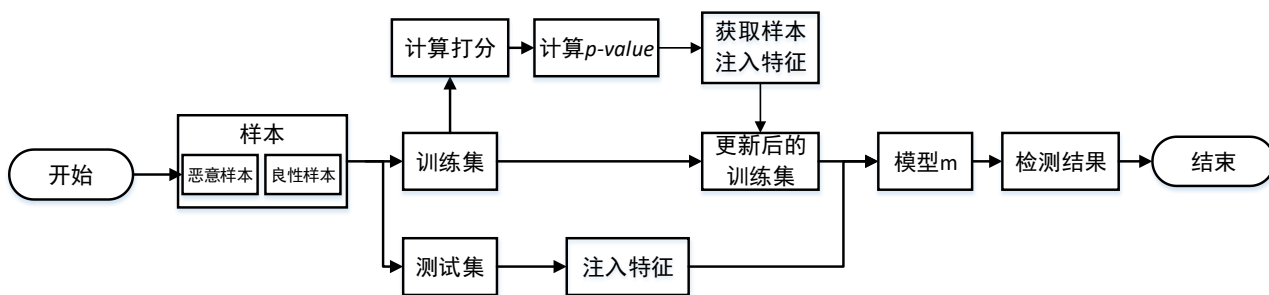 计算打分
计算p-value
获取样本
注入特征
开始
样本
恶意样本
良性样本
训练集
更新后的
训练集
模型m
检测结果
结束
测试集
注入特征